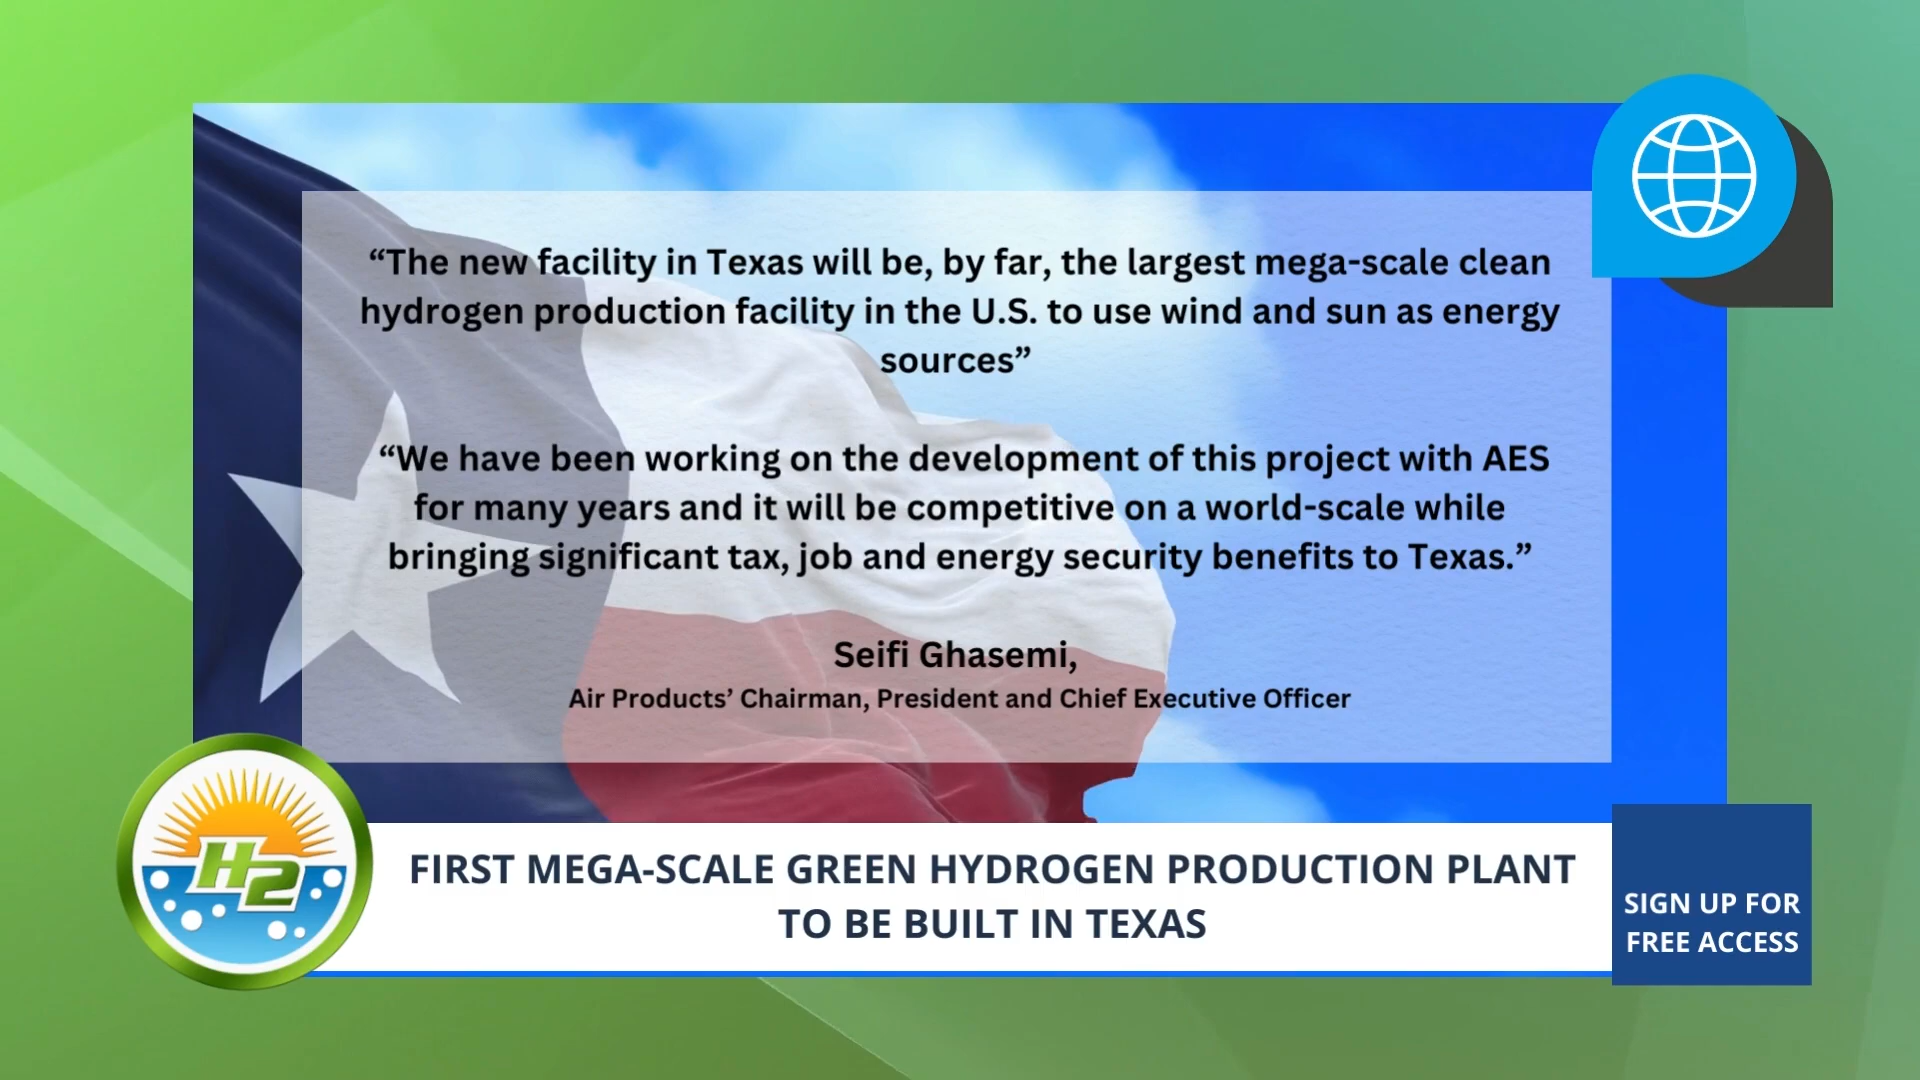 “The new facility in Texas will be, by far, the largest mega-scale clean
hydrogen production facility in the U.S. to use wind and sun as energy
sources”
“We have been working on the development of this project with AES
for many years and it will be competitive on a world-scale while
bringing significant tax, job and energy security benefits to Texas.”
Seifi Ghasemi,
Air Products’ Chairman, President and Chief Executive Officer
H2
FIRST MEGA-SCALE GREEN HYDROGEN PRODUCTION PLANT
TO BE BUILT IN TEXAS
SIGN UP FOR
FREE ACCESS